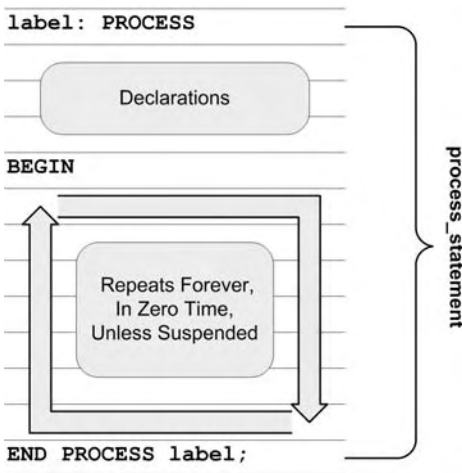 label: PROCESS
Declarations
BEGIN
Repeats Forever,
In Zero Time,
Unless Suspended
END PROCESS label;
process_statement